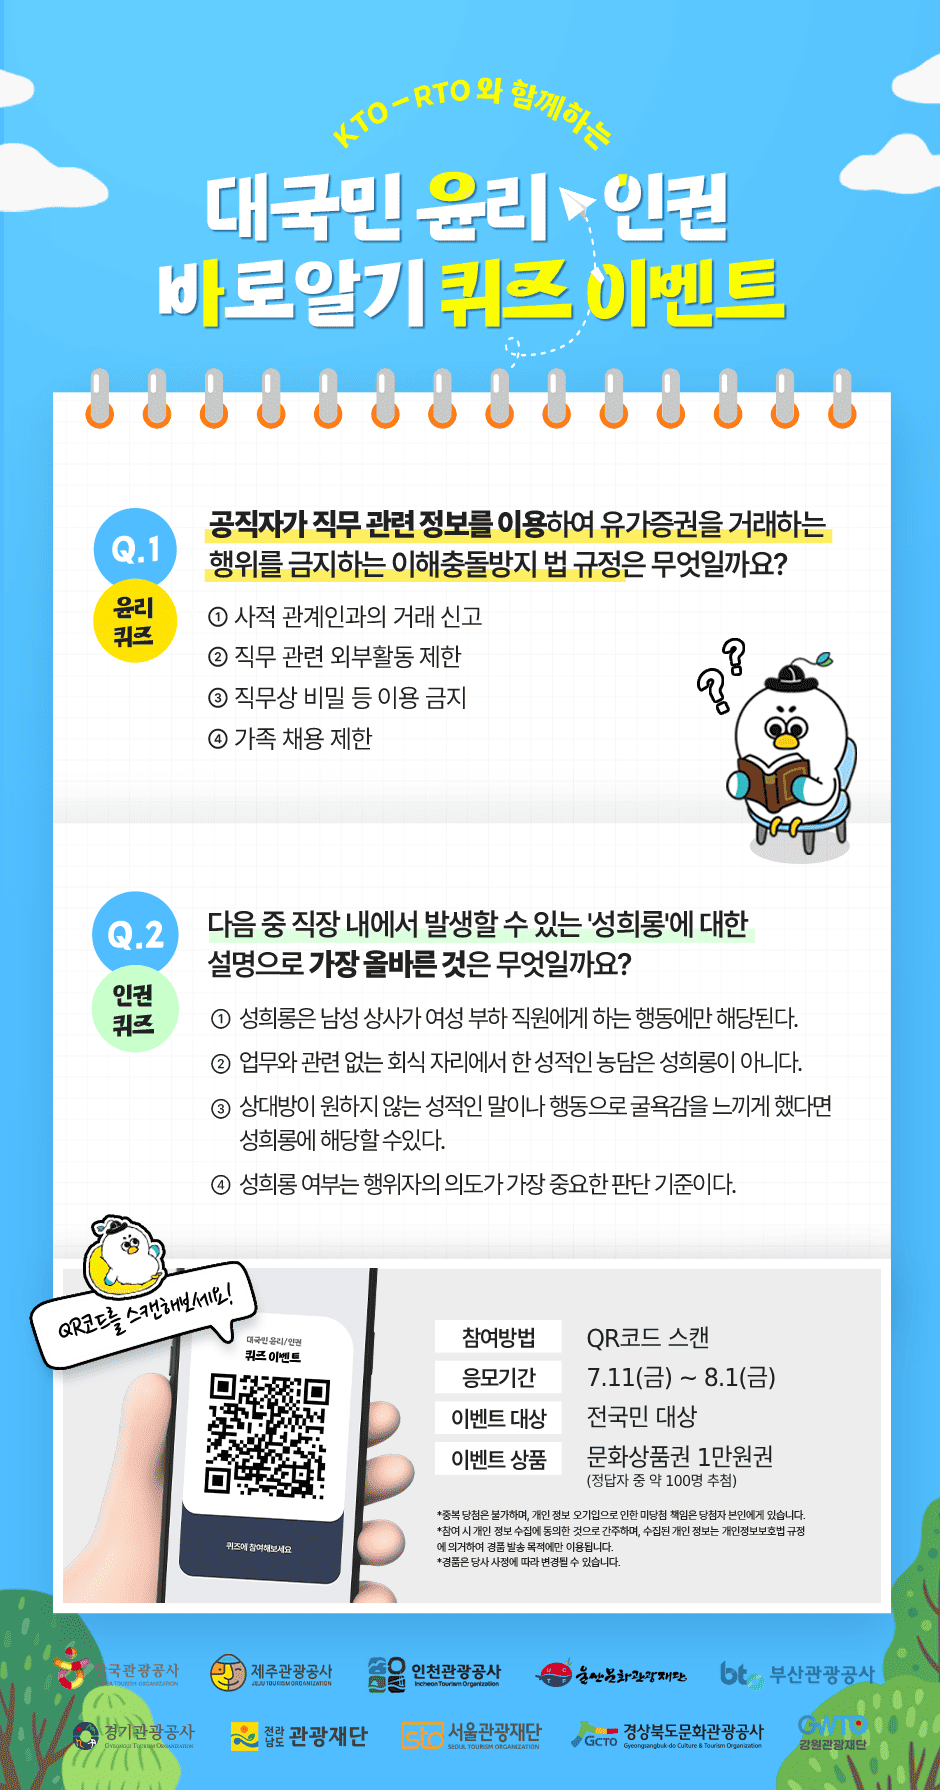 KTO-RTO와 함께하는
대국민 윤리 인권
바로알기 퀴즈 이벤트
Q.1
윤리
퀴즈
공직자가 직무 관련 정보를 이용하여 유가증권을 거래하는
행위를 금지하는 이해충돌방지 법 규정은 무엇일까요?
① 사적 관계인과의 거래 신고
② 직무 관련 외부활동 제한
③ 직무상 비밀 등 이용 금지
④ 가족 채용 제한
??
Q.2
인권
퀴즈
다음 중 직장 내에서 발생할 수 있는 '성희롱'에 대한
설명으로 가장 올바른 것은 무엇일까요?
① 성희롱은 남성 상사가 여성 부하 직원에게 하는 행동에만 해당된다.
② 업무와 관련 없는 회식 자리에서 한 성적인 농담은 성희롱이 아니다.
③ 상대방이 원하지 않는 성적인 말이나 행동으로 굴욕감을 느끼게 했다면
성희롱에 해당할 수있다.
④ 성희롱 여부는 행위자의 의도가 가장 중요한 판단 기준이다.
QR코드를 스캔해보세요!
대국민 윤리/인권
퀴즈 이벤트
퀴즈에 참여해보세요
참여방법 QR코드 스캔
응모기간 7.11(금) ~ 8.1(금)
이벤트 대상 전국민 대상
이벤트 상품 문화상품권 1만원권
(정답자 중 약 100명 추첨)
*중복 당첨은 불가하며, 개인 정보 오기입으로 인한 미당첨 책임은 당첨자 본인에게 있습니다.
*참여 시 개인 정보 수집에 동의한 것으로 간주하며, 수집된 개인 정보는 개인정보보호법 규정
에 의거하여 경품 발송 목적에만 이용됩니다.
*경품은 당사 사정에 따라 변경될 수 있습니다.
한국관광공사
TOURISM ORGANIZATION
제주관광공사
JEJU TOURISM ORGANIZATION
인천관광공사
Incheon Tourism Organization
울산문화관광재단
bto 부산관광공사
경기관광공사
GYEONGGI TOURISM ORGANIZATION
전라
남도 관광재단
sto 서울관광재단
SEOUL TOURISM ORGANIZATION
GCTO 경상북도문화관광공사
Gyeongsangbuk-do Culture & Tourism Organization
GWTO
강원관광재단